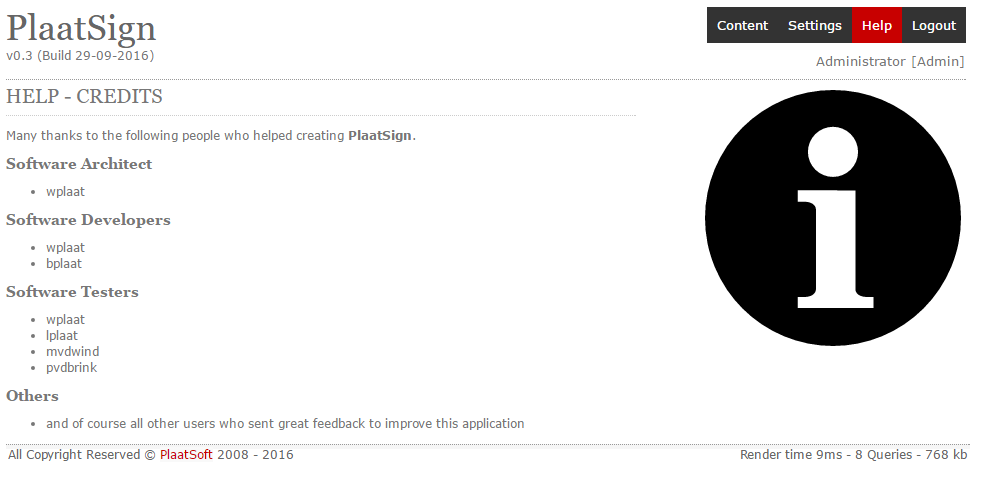 PlaatSign
v0.3 (Build 29-09-2016)
Content Settings Help Logout
Administrator [Admin]
HELP - CREDITS
Many thanks to the following people who helped creating PlaatSign.
Software Architect
• wplaat
Software Developers
• wplaat
• bplaat
Software Testers
• wplaat
• lplaat
• mvdwind
• pvdbrink
Others
• and of course all other users who sent great feedback to improve this application
All Copyright Reserved © PlaatSoft 2008 - 2016
Render time 9ms - 8 Queries - 768 kb